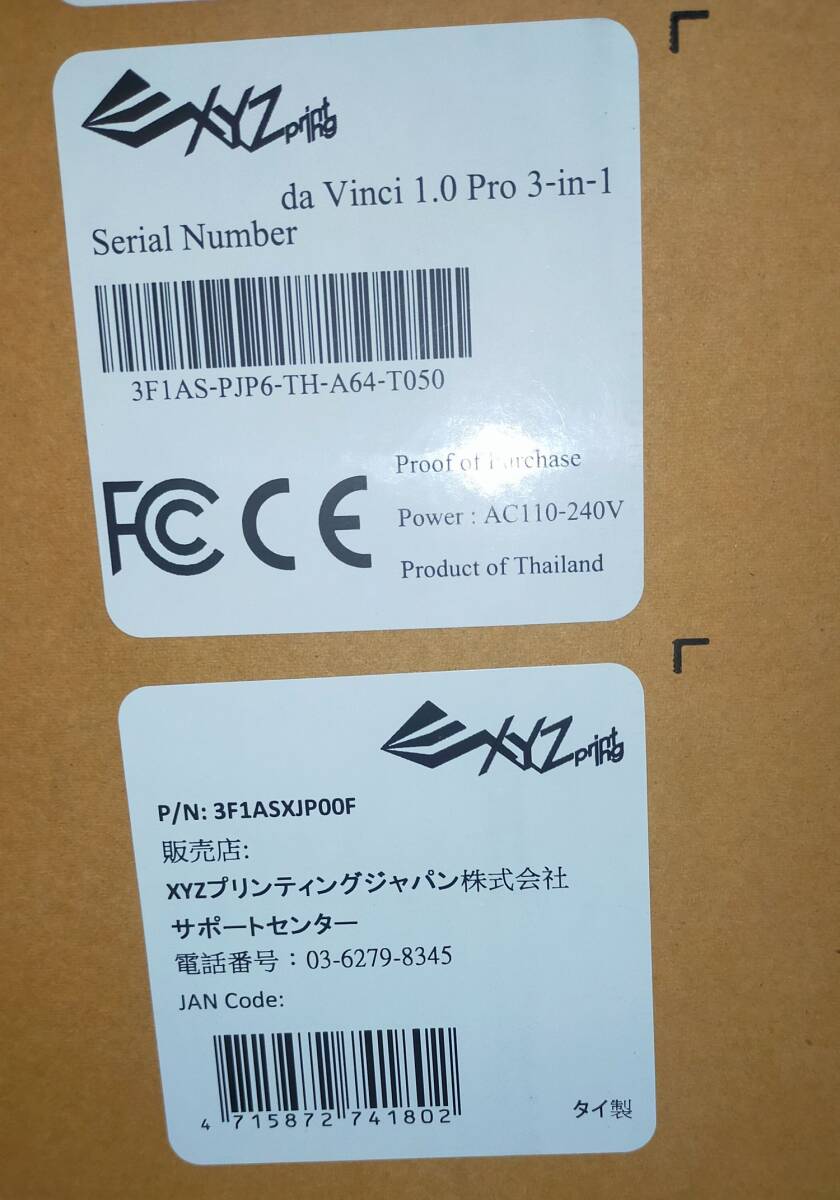 XYZprinting
da Vinci 1.0 Pro 3-in-1
Serial Number
3F1AS-PJP6-TH-A64-T050
FC CE
Proof of Purchase
Power : AC110-240V
Product of Thailand
XYZprinting
P/N: 3F1ASXJP00F
販売店:
XYZプリンティングジャパン株式会社
サポートセンター
電話番号：03-6279-8345
JAN Code:
4 715872 741802
タイ製